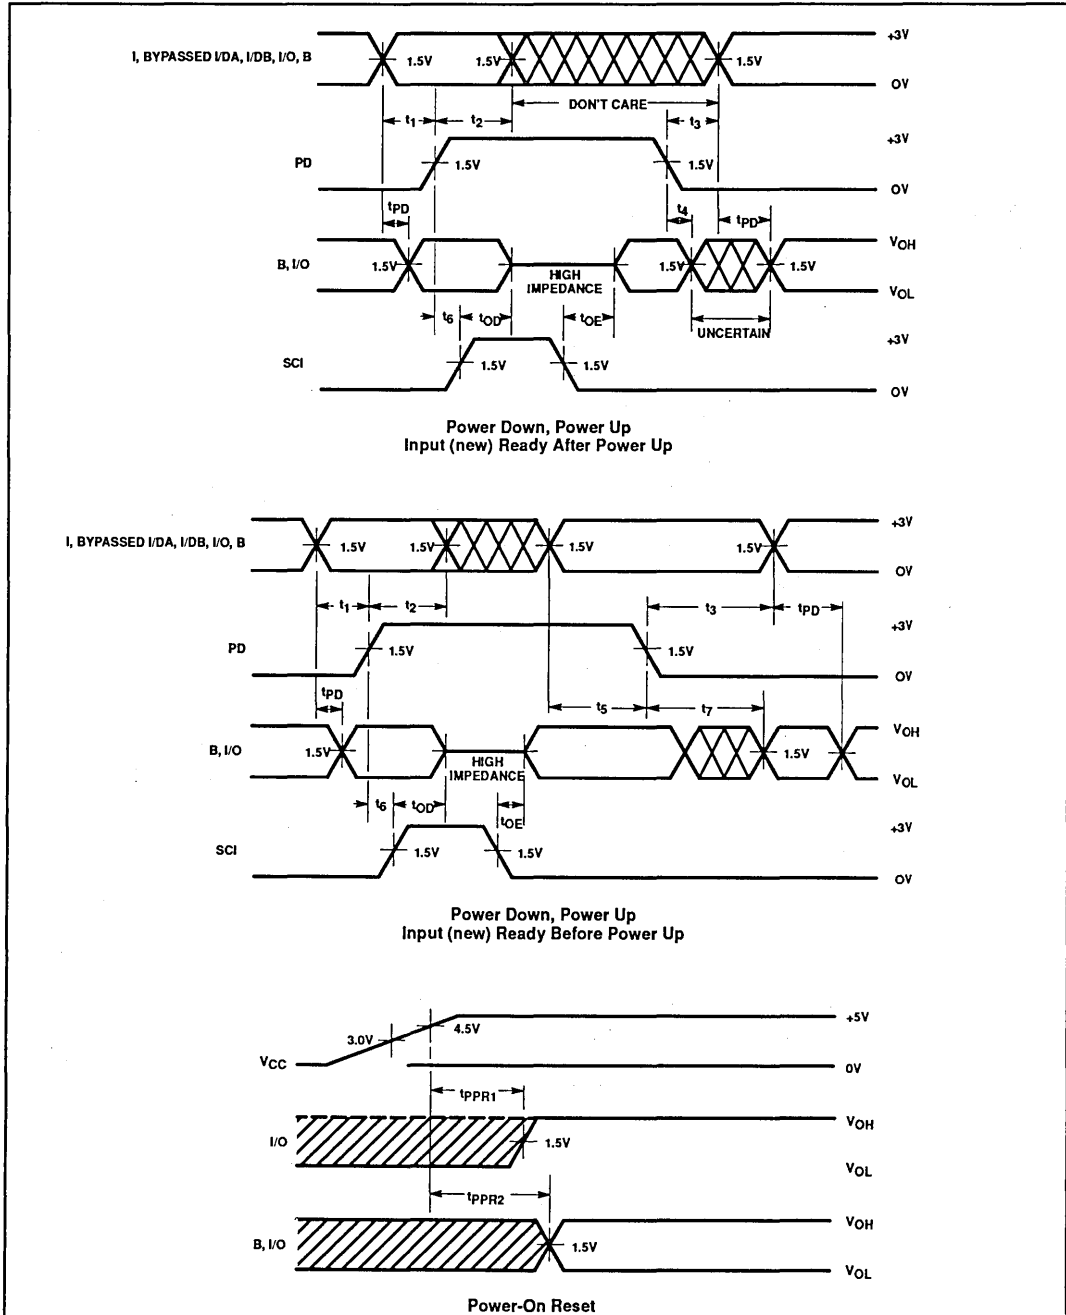 +3V
I, BYPASSED I/DA, I/DB, I/O, B
1.5V 1.5V 1.5V
0V
DON'T CARE
t1 t2 t3
+3V
PD 1.5V 1.5V
0V
tPD t4 tPD
VOH
B, I/O 1.5V 1.5V 1.5V
HIGH
IMPEDANCE
VOL
t6 tOD tOE
UNCERTAIN
+3V
SCI 1.5V 1.5V
0V
Power Down, Power Up
Input (new) Ready After Power Up
+3V
I, BYPASSED I/DA, I/DB, I/O, B
1.5V 1.5V 1.5V 1.5V
0V
t1 t2 t3 tPD
+3V
PD 1.5V 1.5V
0V
tPD t5 t7
VOH
B, I/O 1.5V 1.5V
HIGH
IMPEDANCE
VOL
t6 tOD tOE
+3V
SCI 1.5V 1.5V
0V
Power Down, Power Up
Input (new) Ready Before Power Up
+5V
4.5V
3.0V
VCC 0V
tPPR1
VOH
I/O 1.5V
VOL
tPPR2
VOH
B, I/O 1.5V
VOL
Power-On Reset